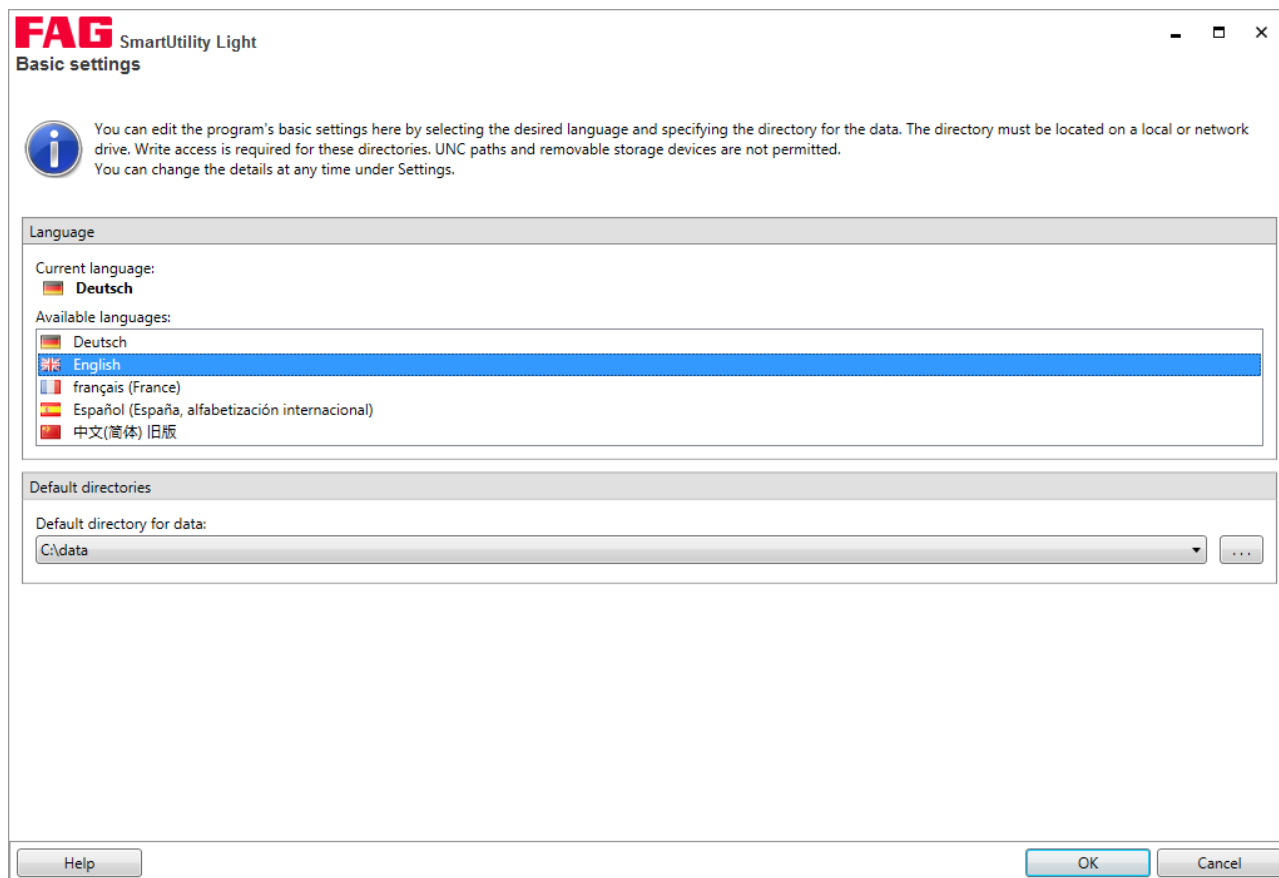 FAG SmartUtility Light
Basic settings
You can edit the program's basic settings here by selecting the desired language and specifying the directory for the data. The directory must be located on a local or network
drive. Write access is required for these directories. UNC paths and removable storage devices are not permitted.
You can change the details at any time under Settings.
Language
Current language:
Deutsch
Available languages:
Deutsch
English
français (France)
Español (España, alfabetización internacional)
中文(简体) 旧版
Default directories
Default directory for data:
C:\data
...
Help
OK
Cancel